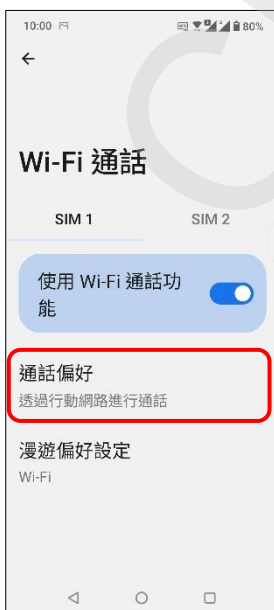 10:00
80%
Wi-Fi 通話
SIM 1 SIM 2
使用 Wi-Fi 通話功
能
通話偏好
透過行動網路進行通話
漫遊偏好設定
Wi-Fi